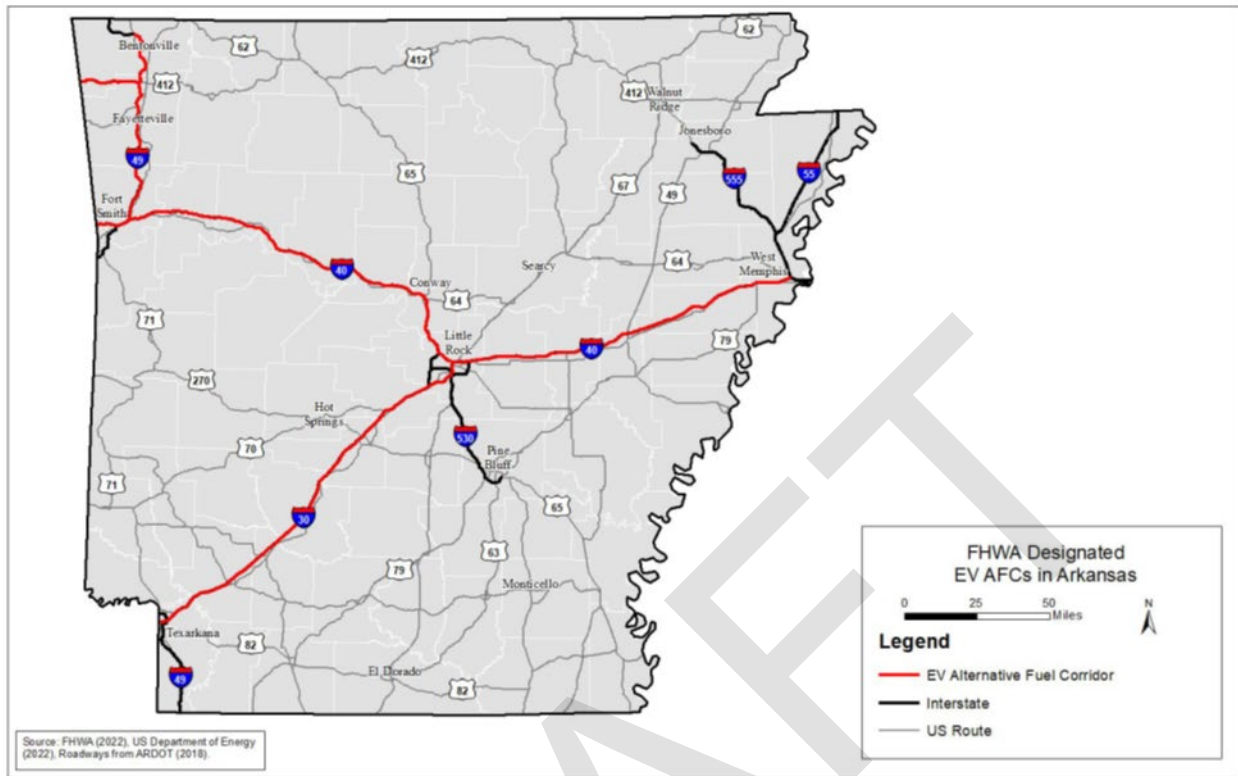 Bentonville
62
62
412
412
412
Walnut
Ridge
Fayetteville
Jonesboro
49
65
67
49
555
55
Fort
Smith
40
Searcy
64
West
Memphis
Conway
64
71
Little
Rock
40
79
270
Hot
Springs
530
70
Pine
Bluff
71
30
65
63
79
Monticello
Texarkana
82
El Dorado
82
49
FHWA Designated
EV AFCs in Arkansas
0 25 50
Miles
N
Legend
EV Alternative Fuel Corridor
Interstate
US Route
Source: FHWA (2022), US Department of Energy
(2022), Roadways from ARDOT (2018).
AFT